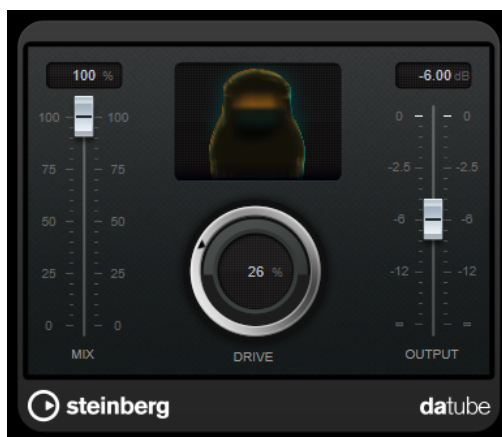 100 %
-6.00 dB
100 100 0 0
75 75 -2.5 -2.5
50 50 -6 -6
26 %
25 25 -12 -12
0 0 ∞ ∞
MIX DRIVE OUTPUT
steinberg datube